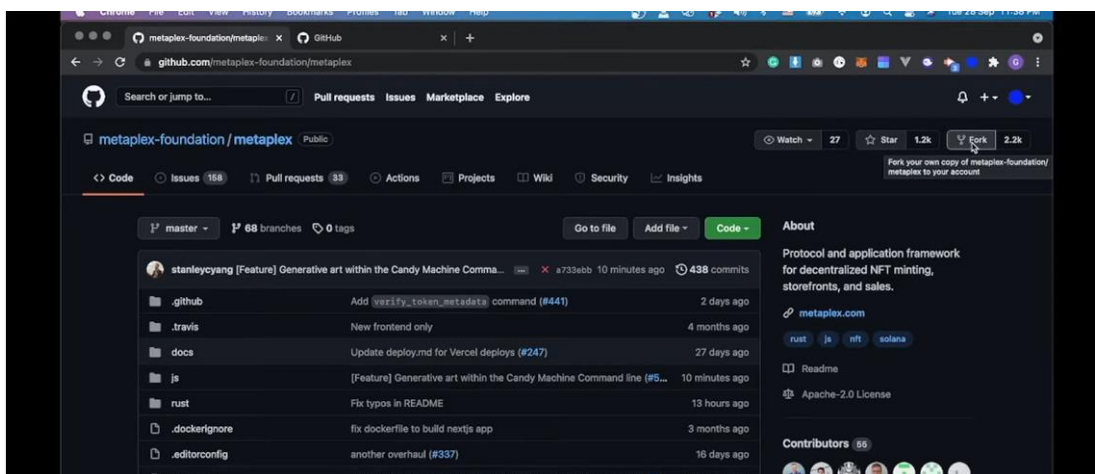 Chrome File Edit View History Bookmarks Profiles Tab Window Help Tue 28 Sep 11:38 PM
metaplex-foundation/metaple × GitHub × +
github.com/metaplex-foundation/metaplex
Search or jump to... / Pull requests Issues Marketplace Explore
metaplex-foundation / metaplex Public
Watch 27 Star 1.2k Fork 2.2k
Fork your own copy of metaplex-foundation/
metaplex to your account
<> Code Issues 158 Pull requests 33 Actions Projects Wiki Security Insights
master 68 branches 0 tags Go to file Add file Code
stanleycyang [Feature] Generative art within the Candy Machine Comma... ... a733ebb 10 minutes ago 438 commits
.github Add verify_token_metadata command (#441) 2 days ago
.travis New frontend only 4 months ago
docs Update deploy.md for Vercel deploys (#247) 27 days ago
js [Feature] Generative art within the Candy Machine Command line (#5... 10 minutes ago
rust Fix typos in README 13 hours ago
.dockerignore fix dockerfile to build nextjs app 3 months ago
.editorconfig another overhaul (#337) 16 days ago
About
Protocol and application framework
for decentralized NFT minting,
storefronts, and sales.
metaplex.com
rust js nft solana
Readme
Apache-2.0 License
Contributors 56